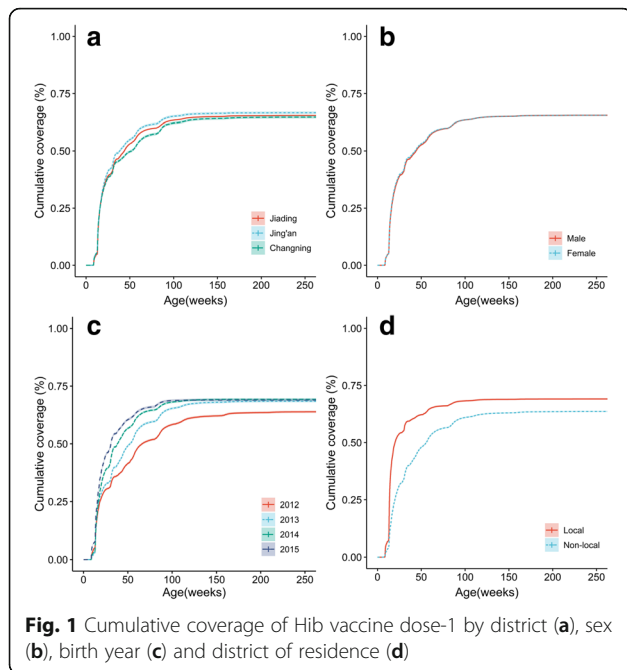 a
Cumulative coverage (%)
1.00
0.75
0.50
0.25
0.00
Jiading
Jing'an
Changning
0 50 100 150 200 250
Age(weeks)
b
Cumulative coverage (%)
1.00
0.75
0.50
0.25
0.00
Male
Female
0 50 100 150 200 250
Age(weeks)
c
Cumulative coverage (%)
1.00
0.75
0.50
0.25
0.00
2012
2013
2014
2015
0 50 100 150 200 250
Age(weeks)
d
Cumulative coverage (%)
1.00
0.75
0.50
0.25
0.00
Local
Non-local
0 50 100 150 200 250
Age(weeks)
Fig. 1 Cumulative coverage of Hib vaccine dose-1 by district (a), sex
(b), birth year (c) and district of residence (d)